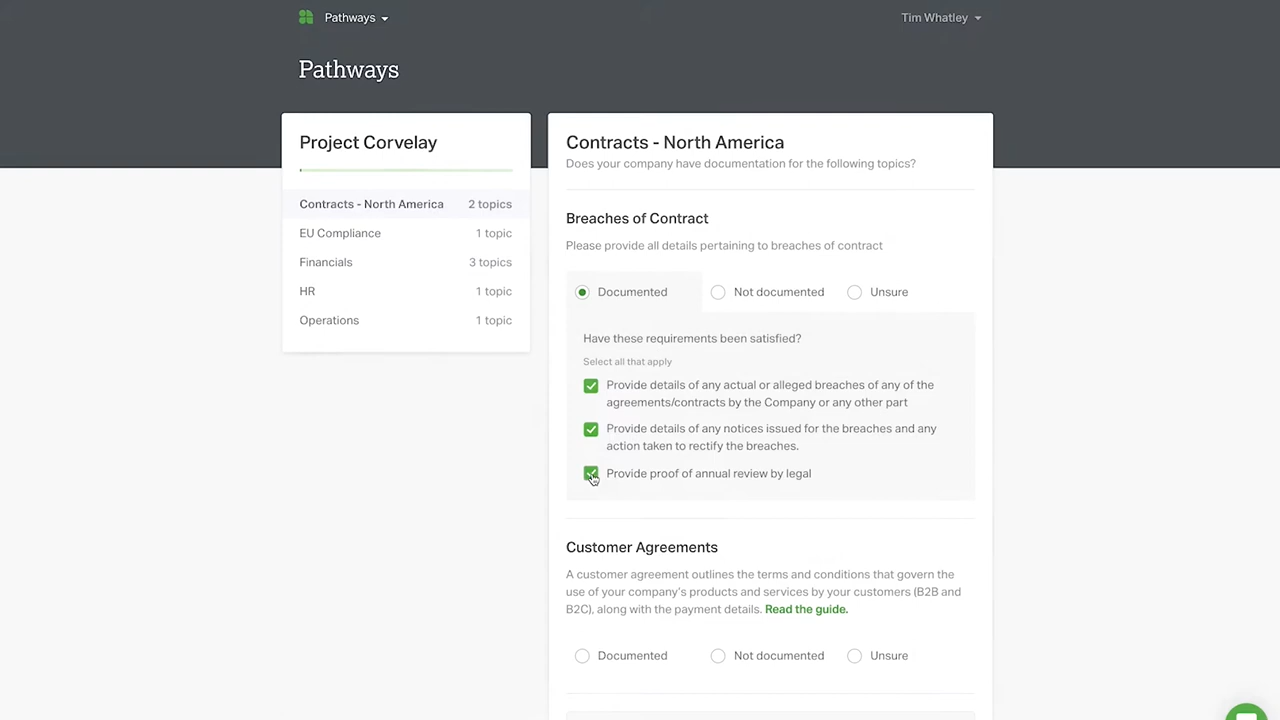 Pathways
Tim Whatley
Pathways
Project Corvelay
Contracts - North America 2 topics
EU Compliance 1 topic
Financials 3 topics
HR 1 topic
Operations 1 topic
Contracts - North America
Does your company have documentation for the following topics?
Breaches of Contract
Please provide all details pertaining to breaches of contract
Documented Not documented Unsure
Have these requirements been satisfied?
Select all that apply
Provide details of any actual or alleged breaches of any of the
agreements/contracts by the Company or any other part
Provide details of any notices issued for the breaches and any
action taken to rectify the breaches.
Provide proof of annual review by legal
Customer Agreements
A customer agreement outlines the terms and conditions that govern the
use of your company's products and services by your customers (B2B and
B2C), along with the payment details. Read the guide.
Documented Not documented Unsure